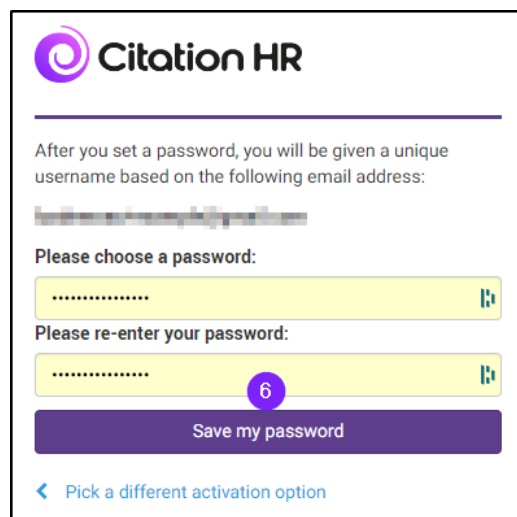 Citation HR
After you set a password, you will be given a unique
username based on the following email address:
Please choose a password:
••••••••••••••••
Please re-enter your password:
••••••••••••••••
6
Save my password
Pick a different activation option